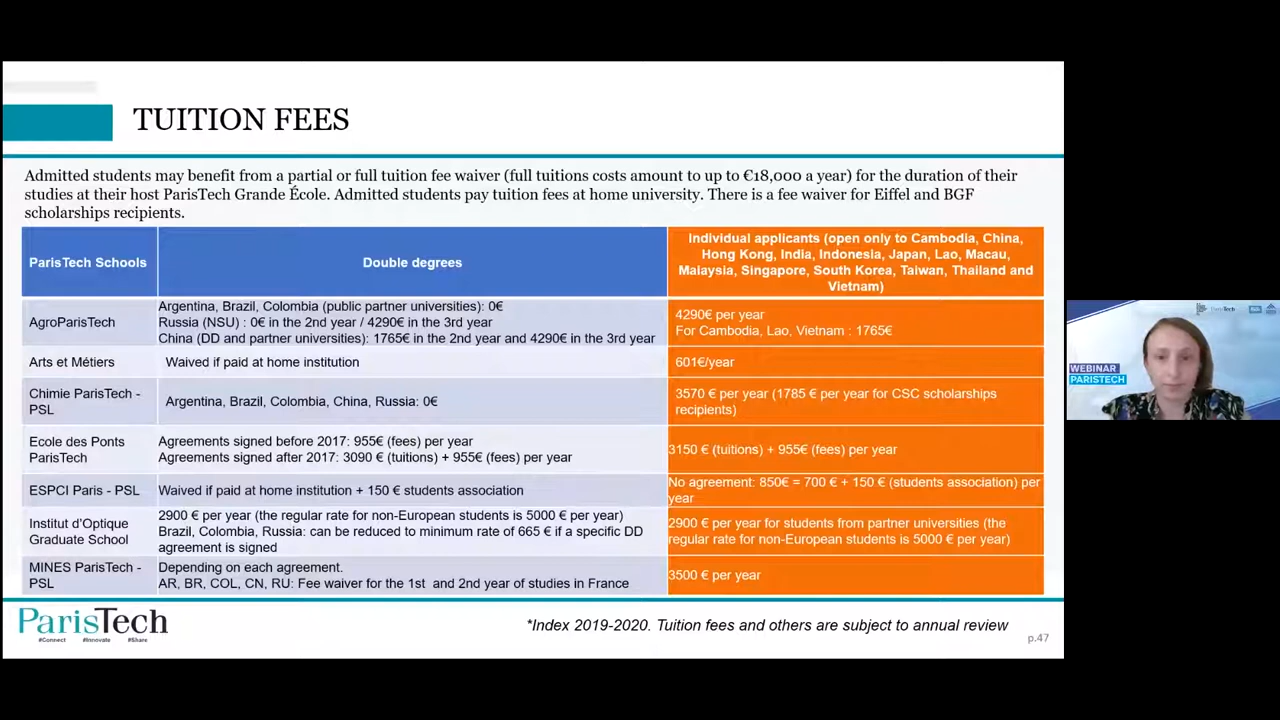 TUITION FEES
Admitted students may benefit from a partial or full tuition fee waiver (full tuitions costs amount to up to €18,000 a year) for the duration of their
studies at their host ParisTech Grande École. Admitted students pay tuition fees at home university. There is a fee waiver for Eiffel and BGF
scholarships recipients.
ParisTech Schools
Double degrees
Individual applicants (open only to Cambodia, China,
Hong Kong, India, Indonesia, Japan, Lao, Macau,
Malaysia, Singapore, South Korea, Taiwan, Thailand and
Vietnam)
AgroParisTech
Argentina, Brazil, Colombia (public partner universities): 0€
Russia (NSU) : 0€ in the 2nd year / 4290€ in the 3rd year
China (DD and partner universities): 1765€ in the 2nd year and 4290€ in the 3rd year
4290€ per year
For Cambodia, Lao, Vietnam : 1765€
Arts et Métiers
Waived if paid at home institution
601€/year
Chimie ParisTech -
PSL
Argentina, Brazil, Colombia, China, Russia: 0€
3570 € per year (1785 € per year for CSC scholarships
recipients)
Ecole des Ponts
ParisTech
Agreements signed before 2017: 955€ (fees) per year
Agreements signed after 2017: 3090 € (tuitions) + 955€ (fees) per year
3150 € (tuitions) + 955€ (fees) per year
ESPCI Paris - PSL
Waived if paid at home institution + 150 € students association
No agreement: 850€ = 700 € + 150 € (students association) per
year
Institut d'Optique
Graduate School
2900 € per year (the regular rate for non-European students is 5000 € per year)
Brazil, Colombia, Russia: can be reduced to minimum rate of 665 € if a specific DD
agreement is signed
2900 € per year for students from partner universities (the
regular rate for non-European students is 5000 € per year)
MINES ParisTech -
PSL
Depending on each agreement.
AR, BR, COL, CN, RU: Fee waiver for the 1st and 2nd year of studies in France
3500 € per year
ParisTech
#Connect #Innovate #Share
*Index 2019-2020. Tuition fees and others are subject to annual review
p.47
ParisTech
WEBINAR
PARISTECH